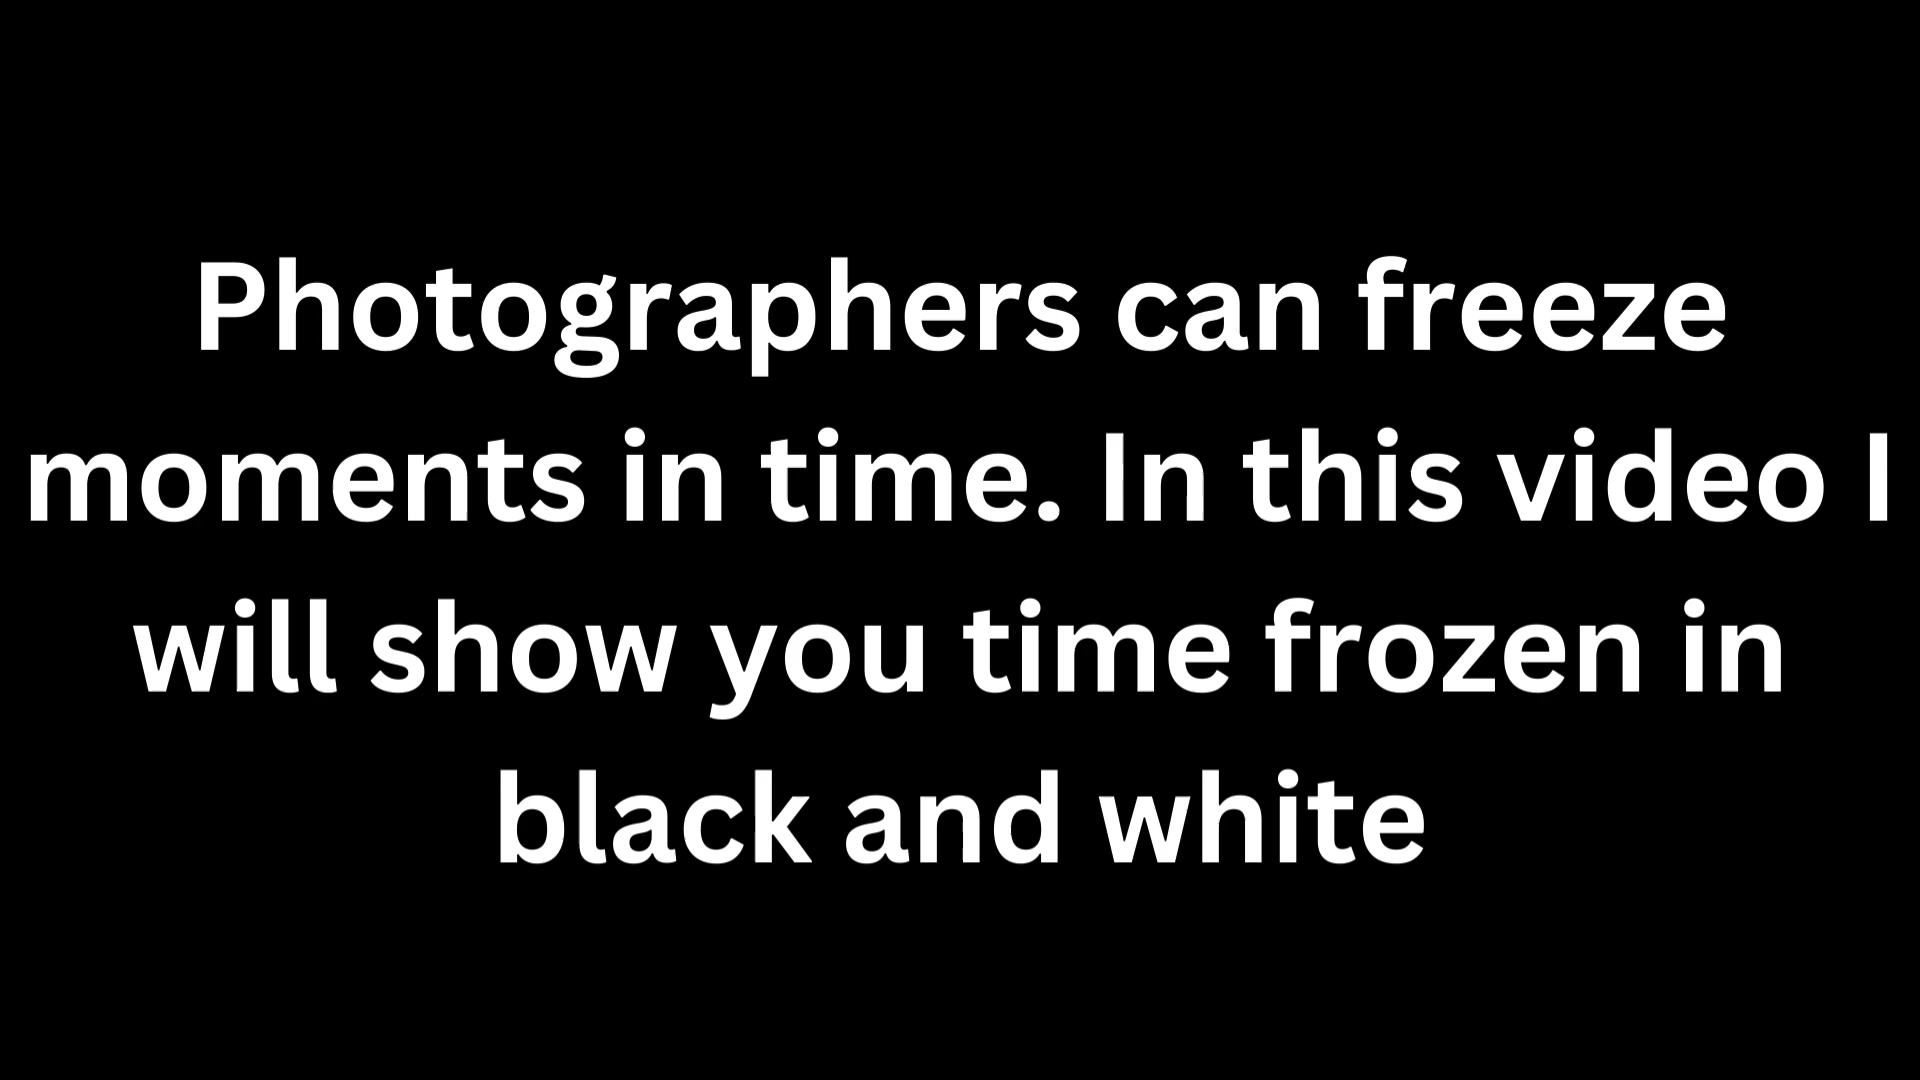 Photographers can freeze
moments in time. In this video I
will show you time frozen in
black and white